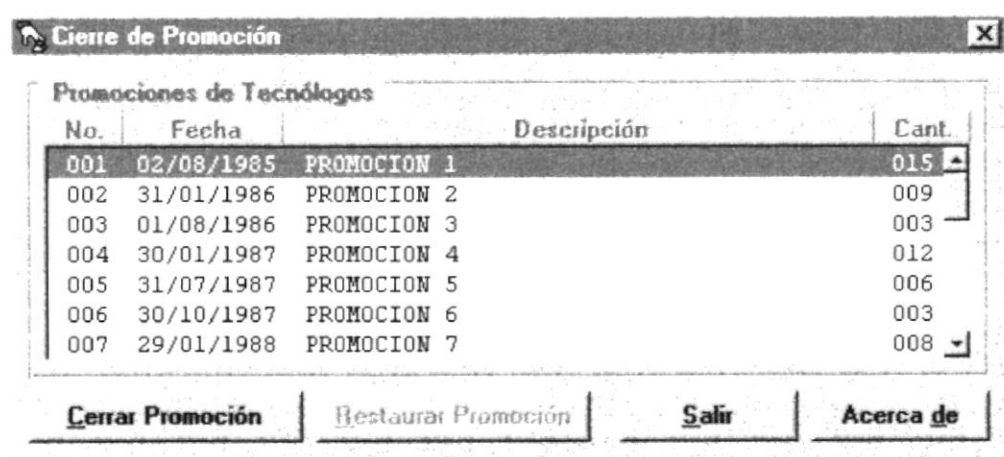 Cierre de Promoción
Promociones de Tecnólogos
No. Fecha Descripción Cant.
001 02/08/1985 PROMOCION 1 015
002 31/01/1986 PROMOCION 2 009
003 01/08/1986 PROMOCION 3 003
004 30/01/1987 PROMOCION 4 012
005 31/07/1987 PROMOCION 5 006
006 30/10/1987 PROMOCION 6 003
007 29/01/1988 PROMOCION 7 008
Cerrar Promoción Restaurar Promoción Salir Acerca de